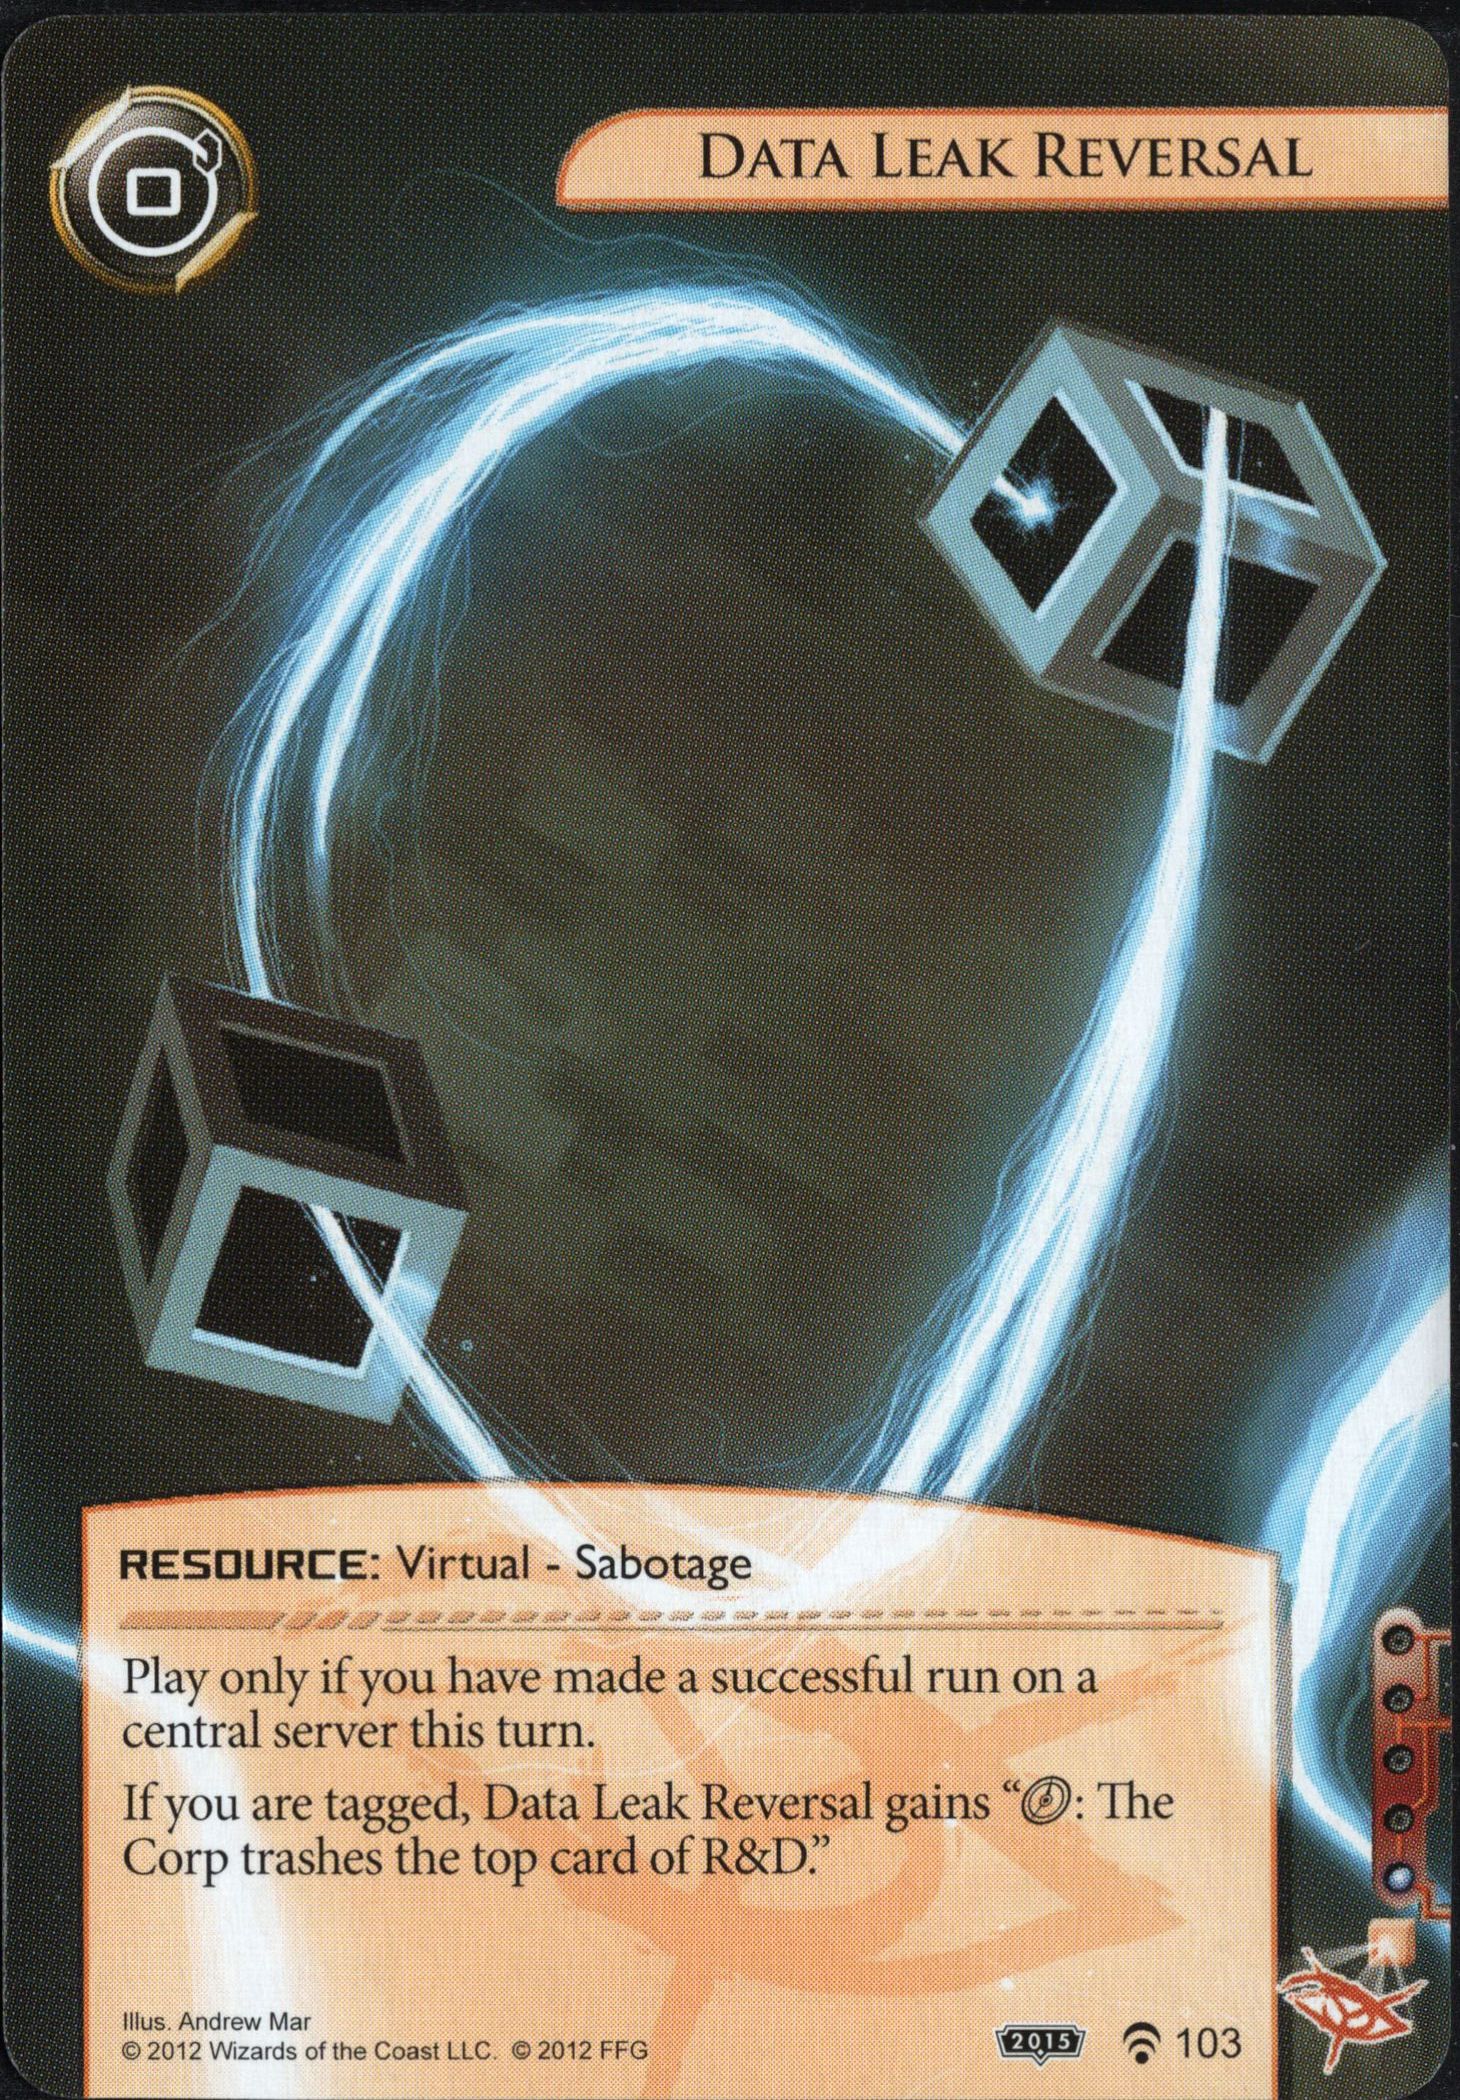 0
DATA LEAK REVERSAL
RESOURCE: Virtual - Sabotage
Play only if you have made a successful run on a
central server this turn.
If you are tagged, Data Leak Reversal gains “: The
Corp trashes the top card of R&D.”
Illus. Andrew Mar
© 2012 Wizards of the Coast LLC. © 2012 FFG
2015
103